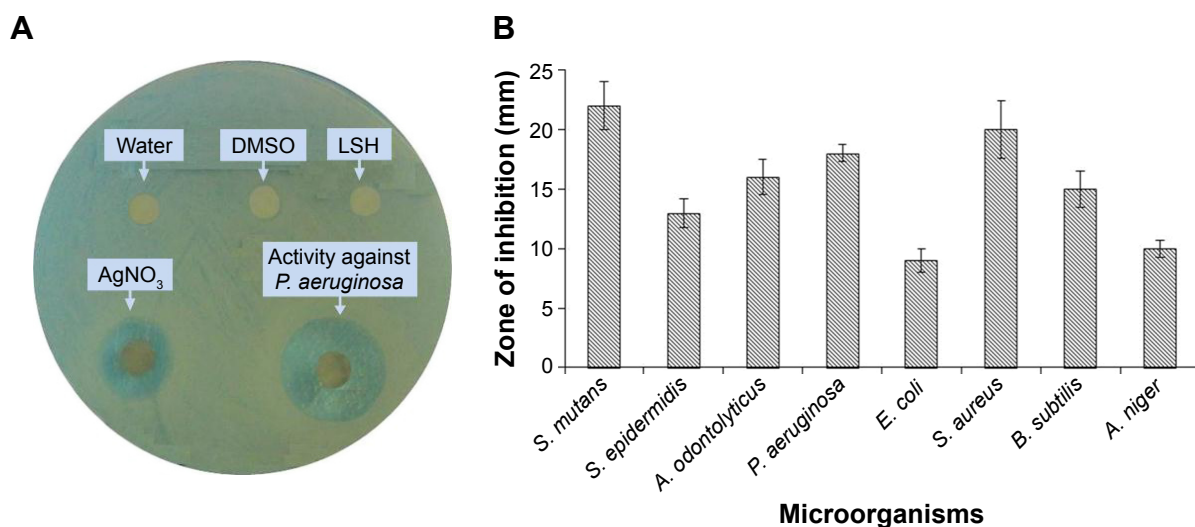 A
Water
DMSO
LSH
AgNO₃
Activity against
P. aeruginosa
B
Zone of inhibition (mm)
25
20
15
10
5
0
S. mutans
S. epidermidis
A. odontolyticus
P. aeruginosa
E. coli
S. aureus
B. subtilis
A. niger
Microorganisms